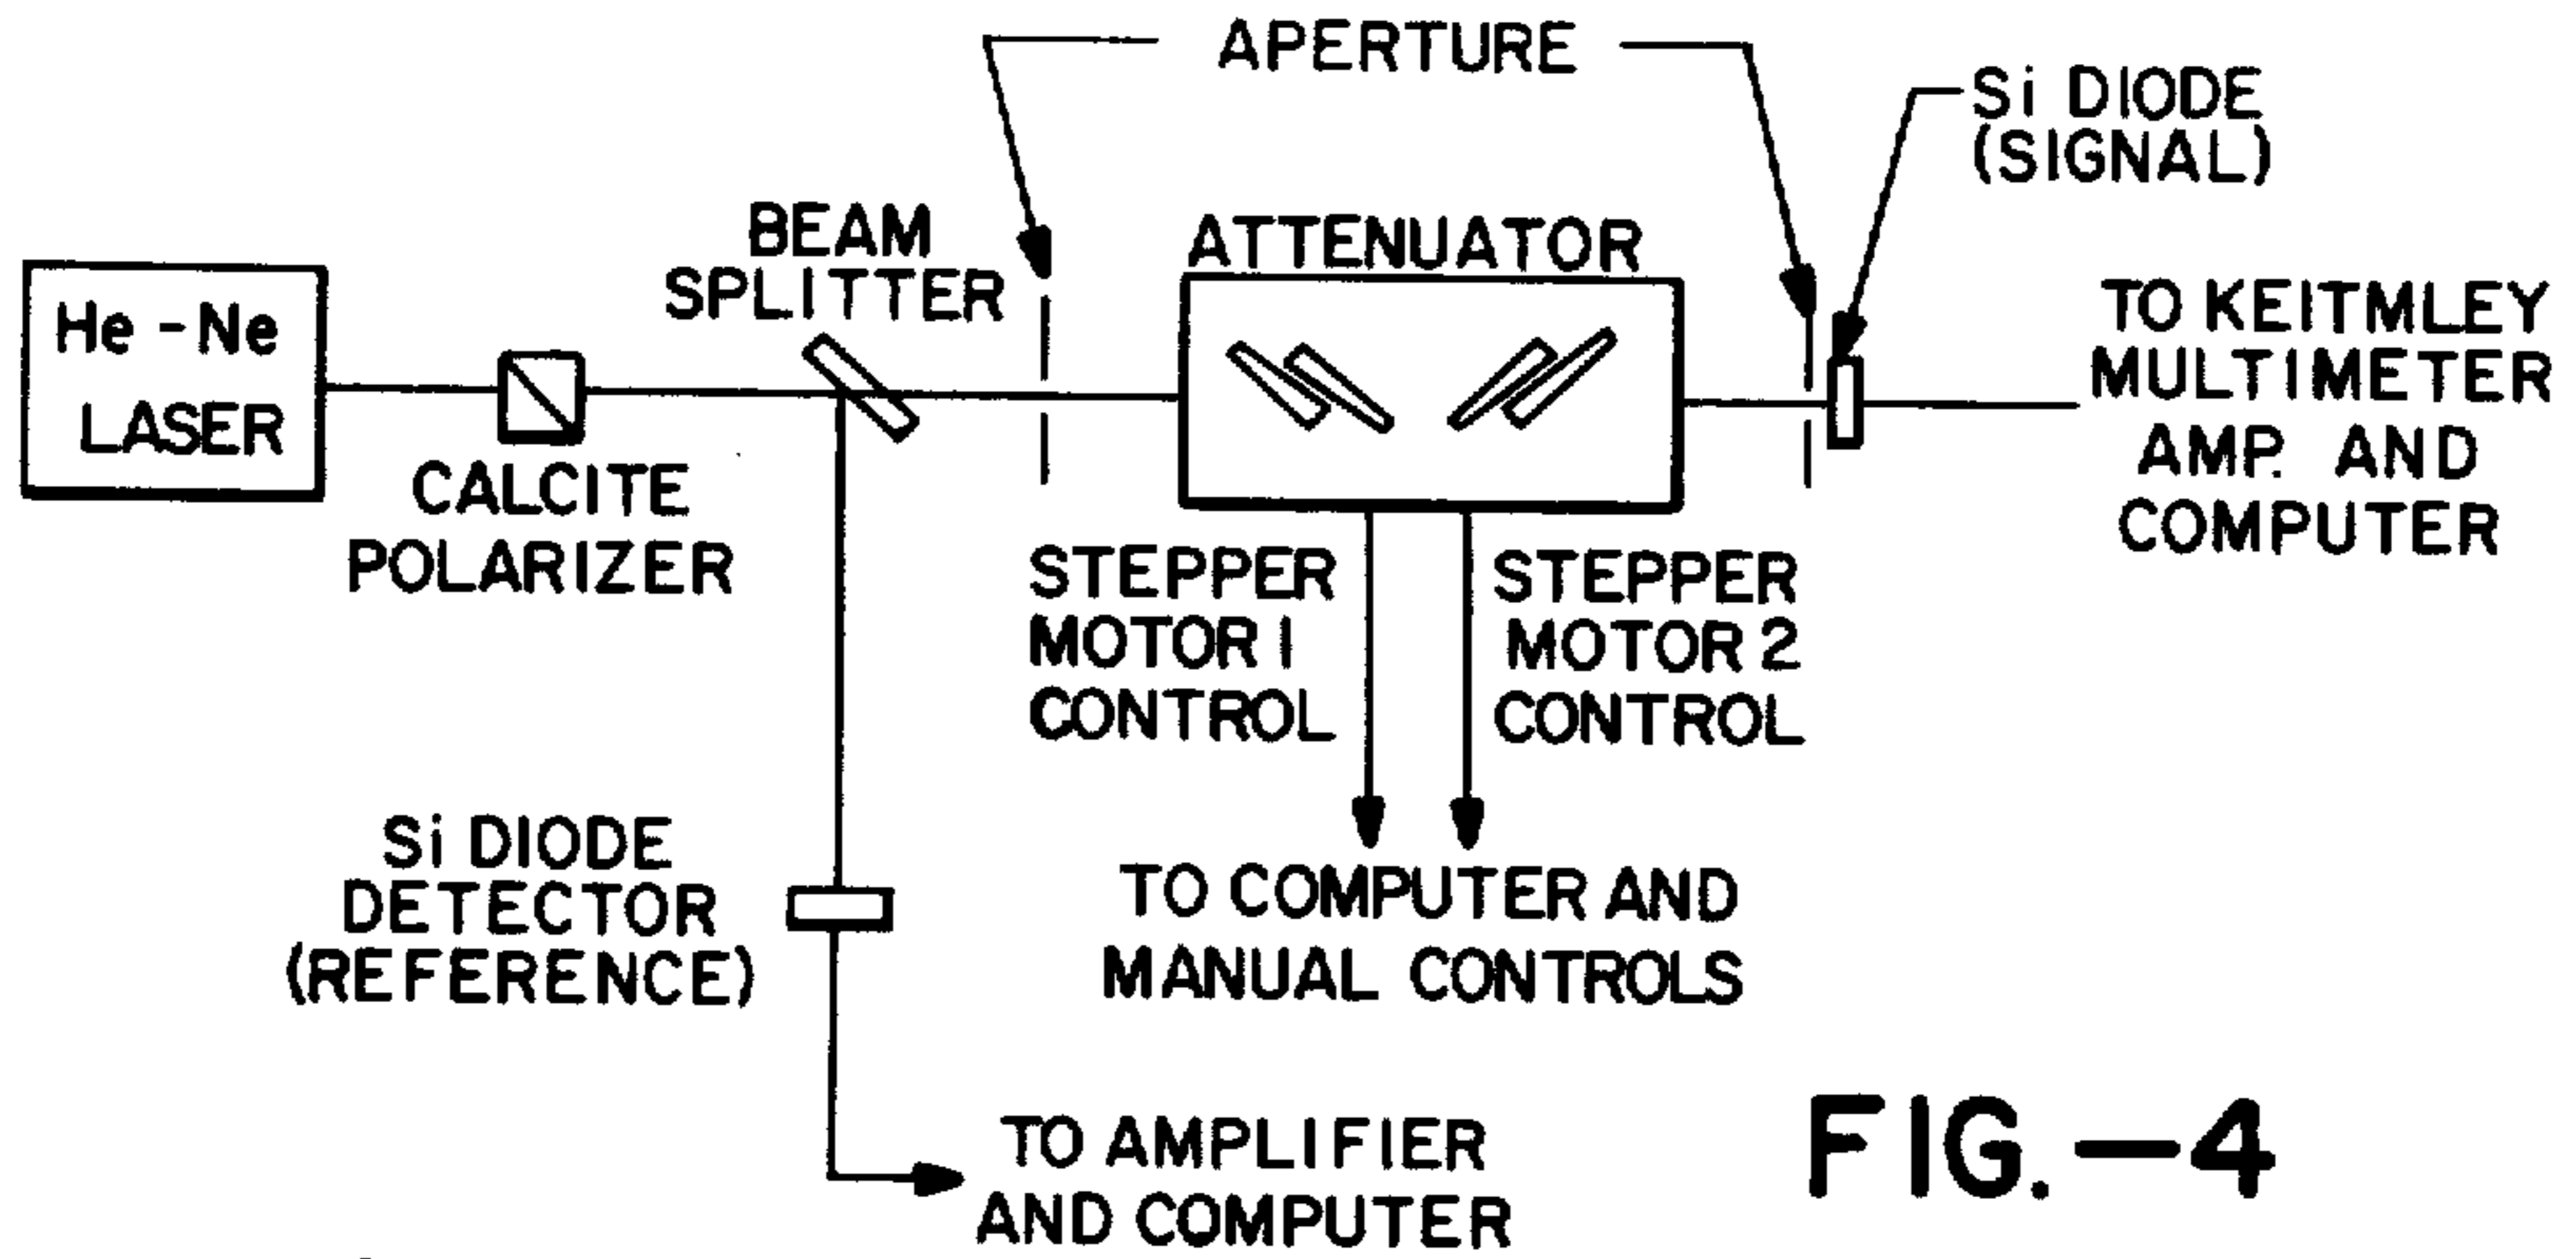 APERTURE
Si DIODE
(SIGNAL)
BEAM
SPLITTER
ATTENUATOR
He - Ne
LASER
TO KEITMLEY
MULTIMETER
AMP. AND
COMPUTER
CALCITE
POLARIZER
STEPPER
MOTOR 1
CONTROL
STEPPER
MOTOR 2
CONTROL
Si DIODE
DETECTOR
(REFERENCE)
TO COMPUTER AND
MANUAL CONTROLS
TO AMPLIFIER
AND COMPUTER
FIG.-4